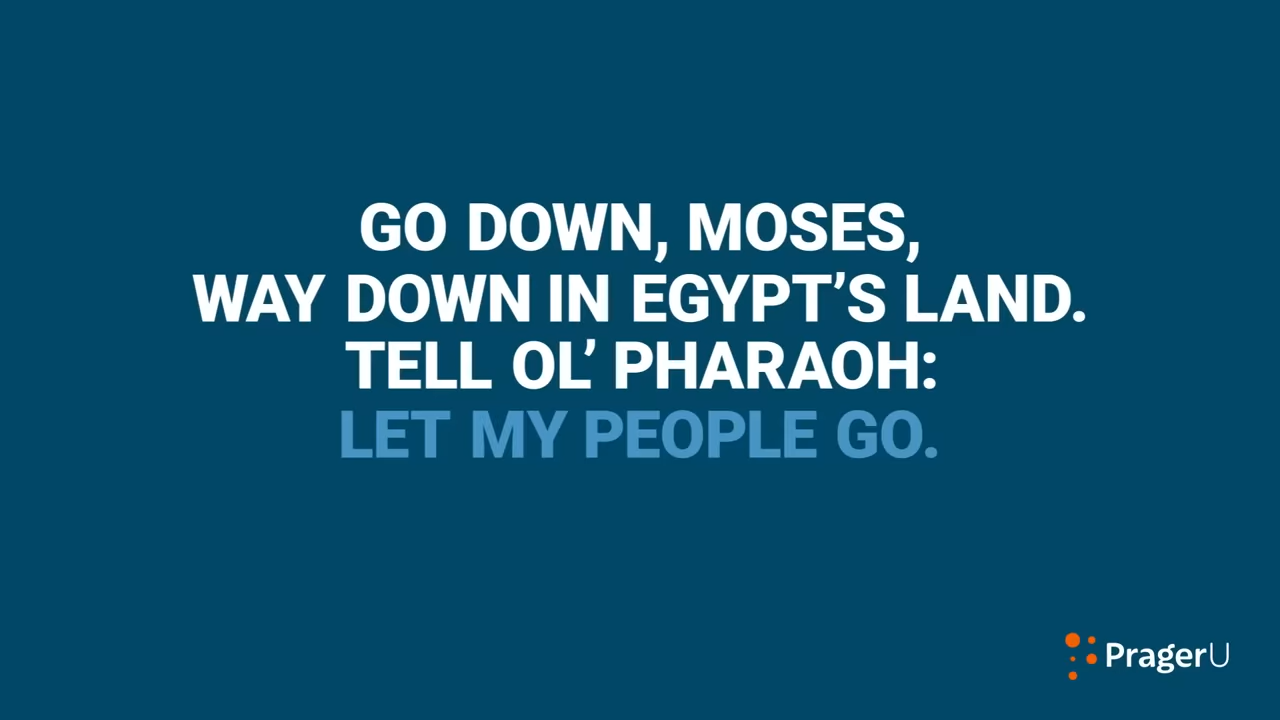 GO DOWN, MOSES,
WAY DOWN IN EGYPT’S LAND.
TELL OL’ PHARAOH:
LET MY PEOPLE GO.
PragerU